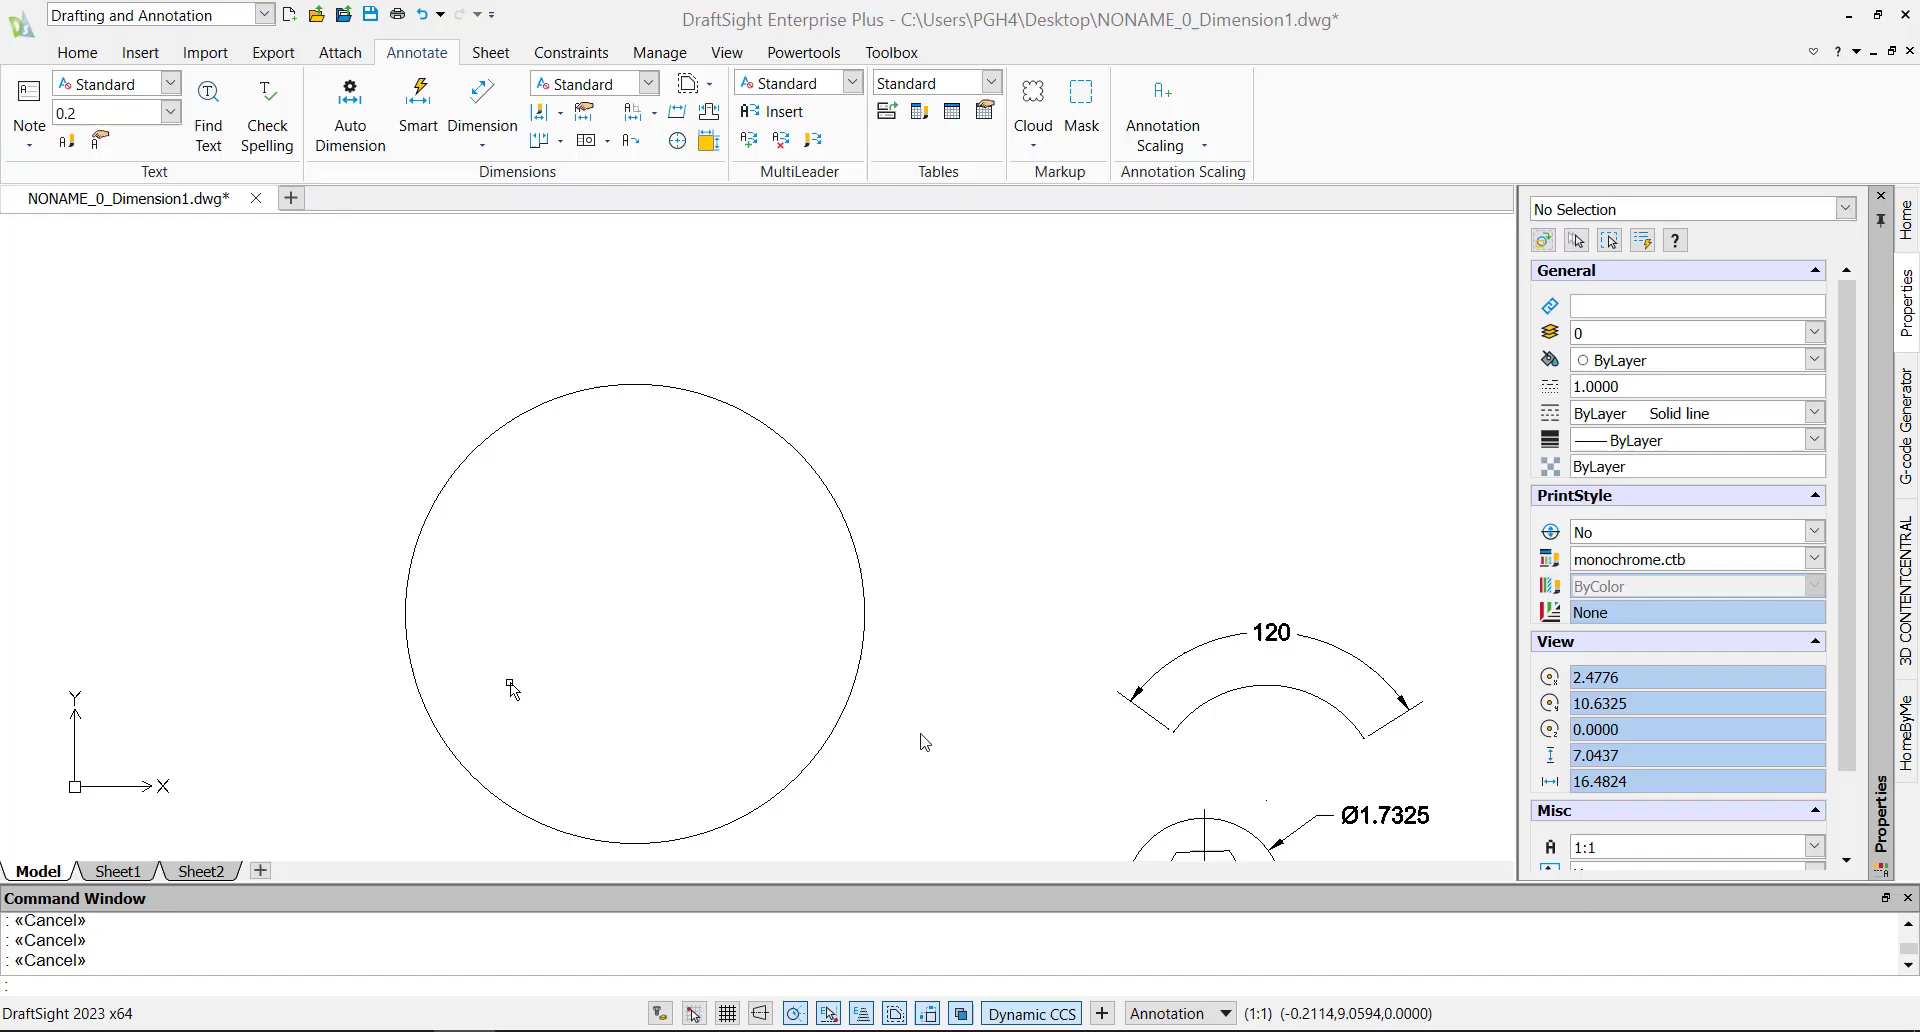 Drafting and Annotation
DraftSight Enterprise Plus - C:\Users\PGH4\Desktop\NONAME_0_Dimension1.dwg*
Home Insert Import Export Attach Annotate Sheet Constraints Manage View Powertools Toolbox
Note
Standard
0.2
Find Text
Check Spelling
Text
Auto Dimension
Smart
Dimension
Standard
Dimensions
Standard
Insert
MultiLeader
Standard
Tables
Cloud
Mask
Markup
Annotation Scaling
Annotation Scaling
NONAME_0_Dimension1.dwg*
Y
X
120
Ø1.7325
No Selection
General
0
ByLayer
1.0000
ByLayer Solid line
ByLayer
ByLayer
PrintStyle
No
monochrome.ctb
ByColor
None
View
2.4776
10.6325
0.0000
7.0437
16.4824
Misc
1:1
Properties
Home
Properties
G-code Generator
3D CONTENTCENTRAL
HomeByMe
Model Sheet1 Sheet2
Command Window
: «Cancel»
: «Cancel»
: «Cancel»
:
DraftSight 2023 x64
Dynamic CCS
Annotation
(1:1) (-0.2114,9.0594,0.0000)